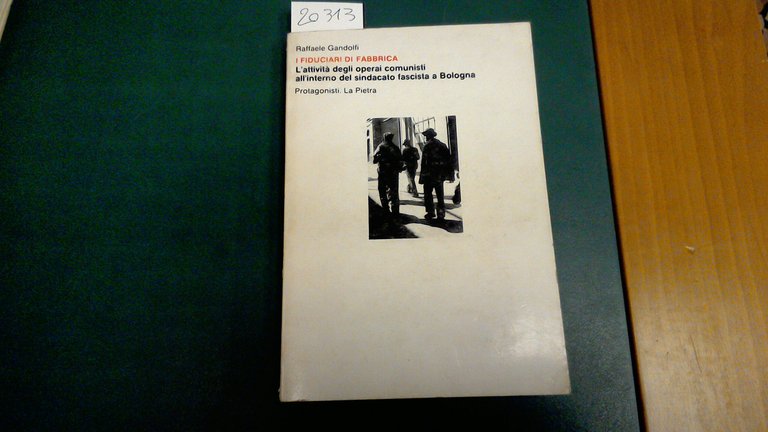 20313
Raffaele Gandolfi
I FIDUCIARI DI FABBRICA
L'attività degli operai comunisti
all'interno del sindacato fascista a Bologna
Protagonisti. La Pietra